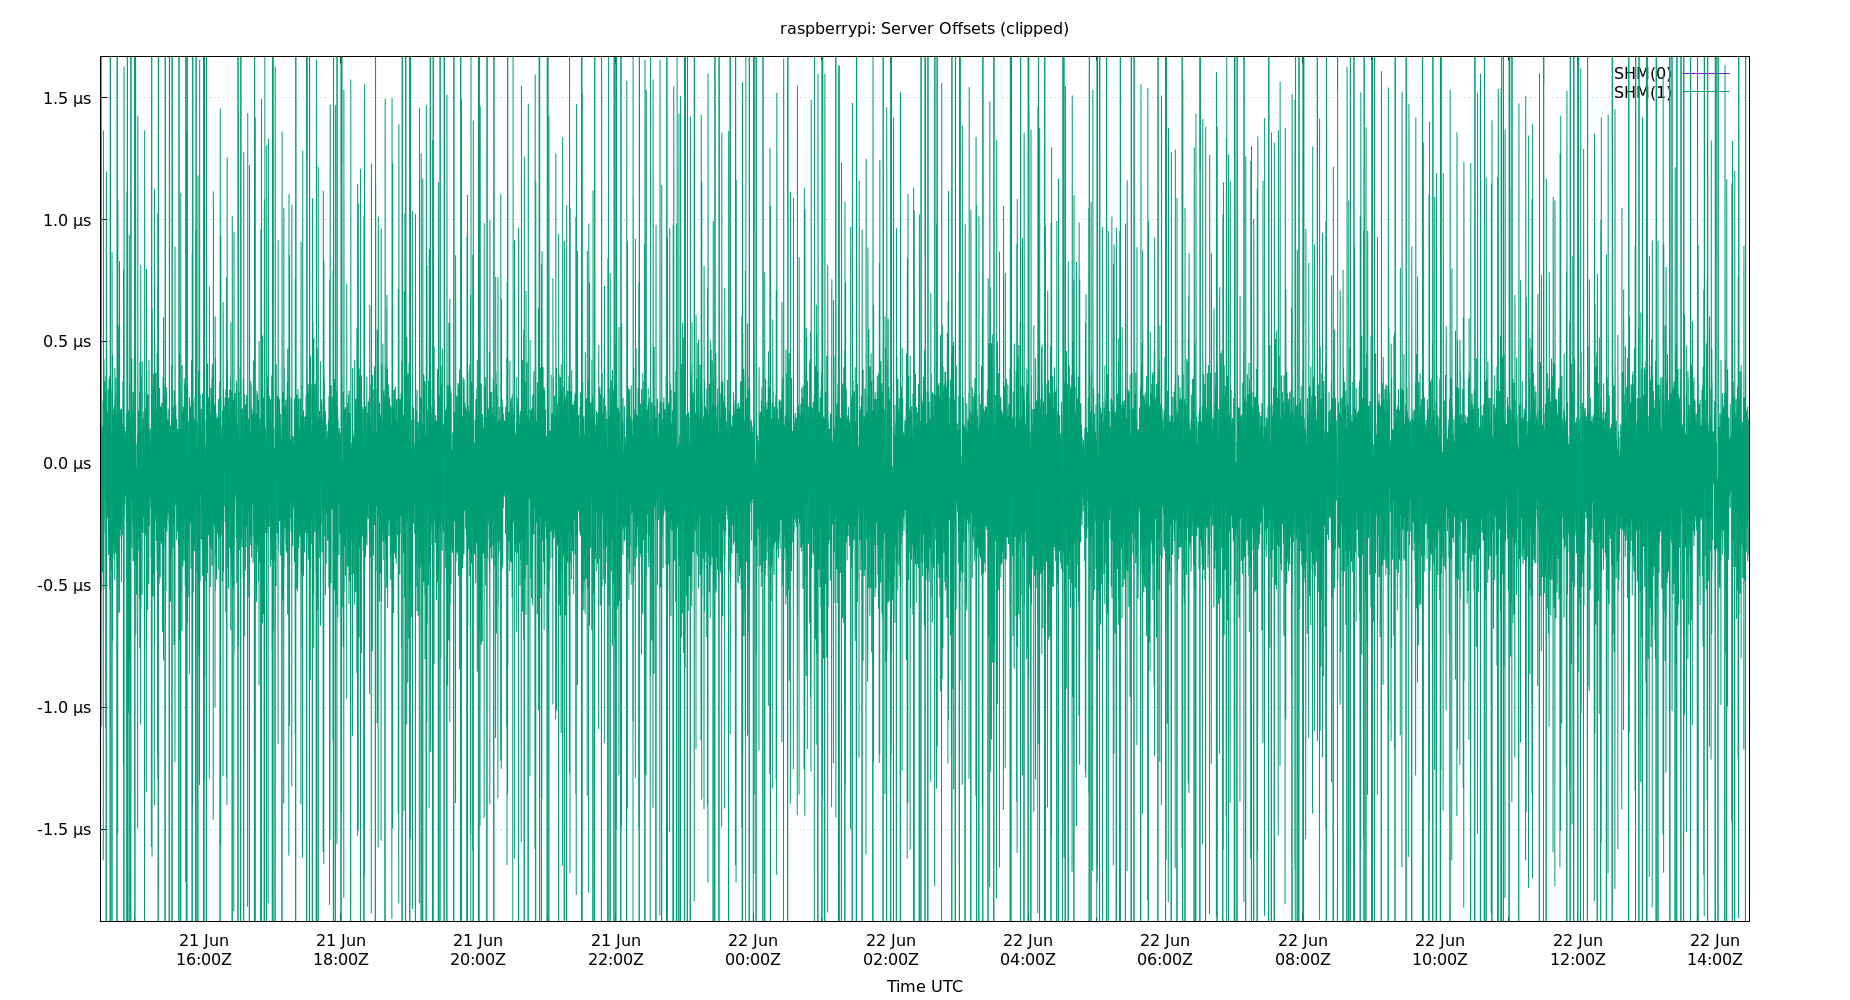 raspberrypi: Server Offsets (clipped)
SHM(0)
SHM(1)
1.5 µs
1.0 µs
0.5 µs
0.0 µs
-0.5 µs
-1.0 µs
-1.5 µs
21 Jun 21 Jun 21 Jun 21 Jun 22 Jun 22 Jun 22 Jun 22 Jun 22 Jun 22 Jun 22 Jun 22 Jun
16:00Z 18:00Z 20:00Z 22:00Z 00:00Z 02:00Z 04:00Z 06:00Z 08:00Z 10:00Z 12:00Z 14:00Z
Time UTC